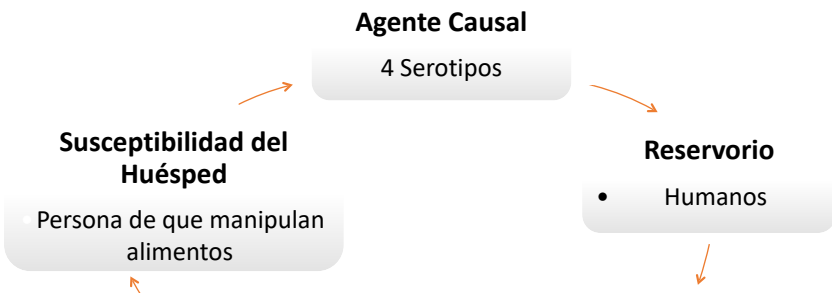 Agente Causal
4 Serotipos
Susceptibilidad del
Huésped
• Persona de que manipulan
alimentos
Reservorio
• Humanos